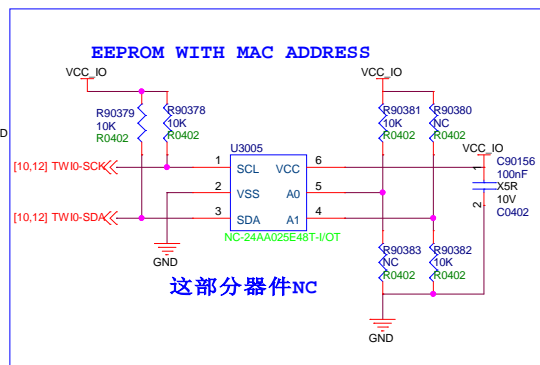 EEPROM WITH MAC ADDRESS
VCC_IO
VCC_IO
R90379
10K
R0402
R90378
10K
R0402
R90381
10K
R0402
R90380
NC
R0402
D
VCC_IO
U3005
C90156
100nF
X5R
10V
C0402
1
2
[10,12] TWI0-SCK
1
SCL
VCC
6
2
VSS
A0
5
[10,12] TWI0-SDA
3
SDA
A1
4
NC-24AA025E48T-I/OT
GND
R90383
NC
R0402
R90382
10K
R0402
这部分器件NC
GND